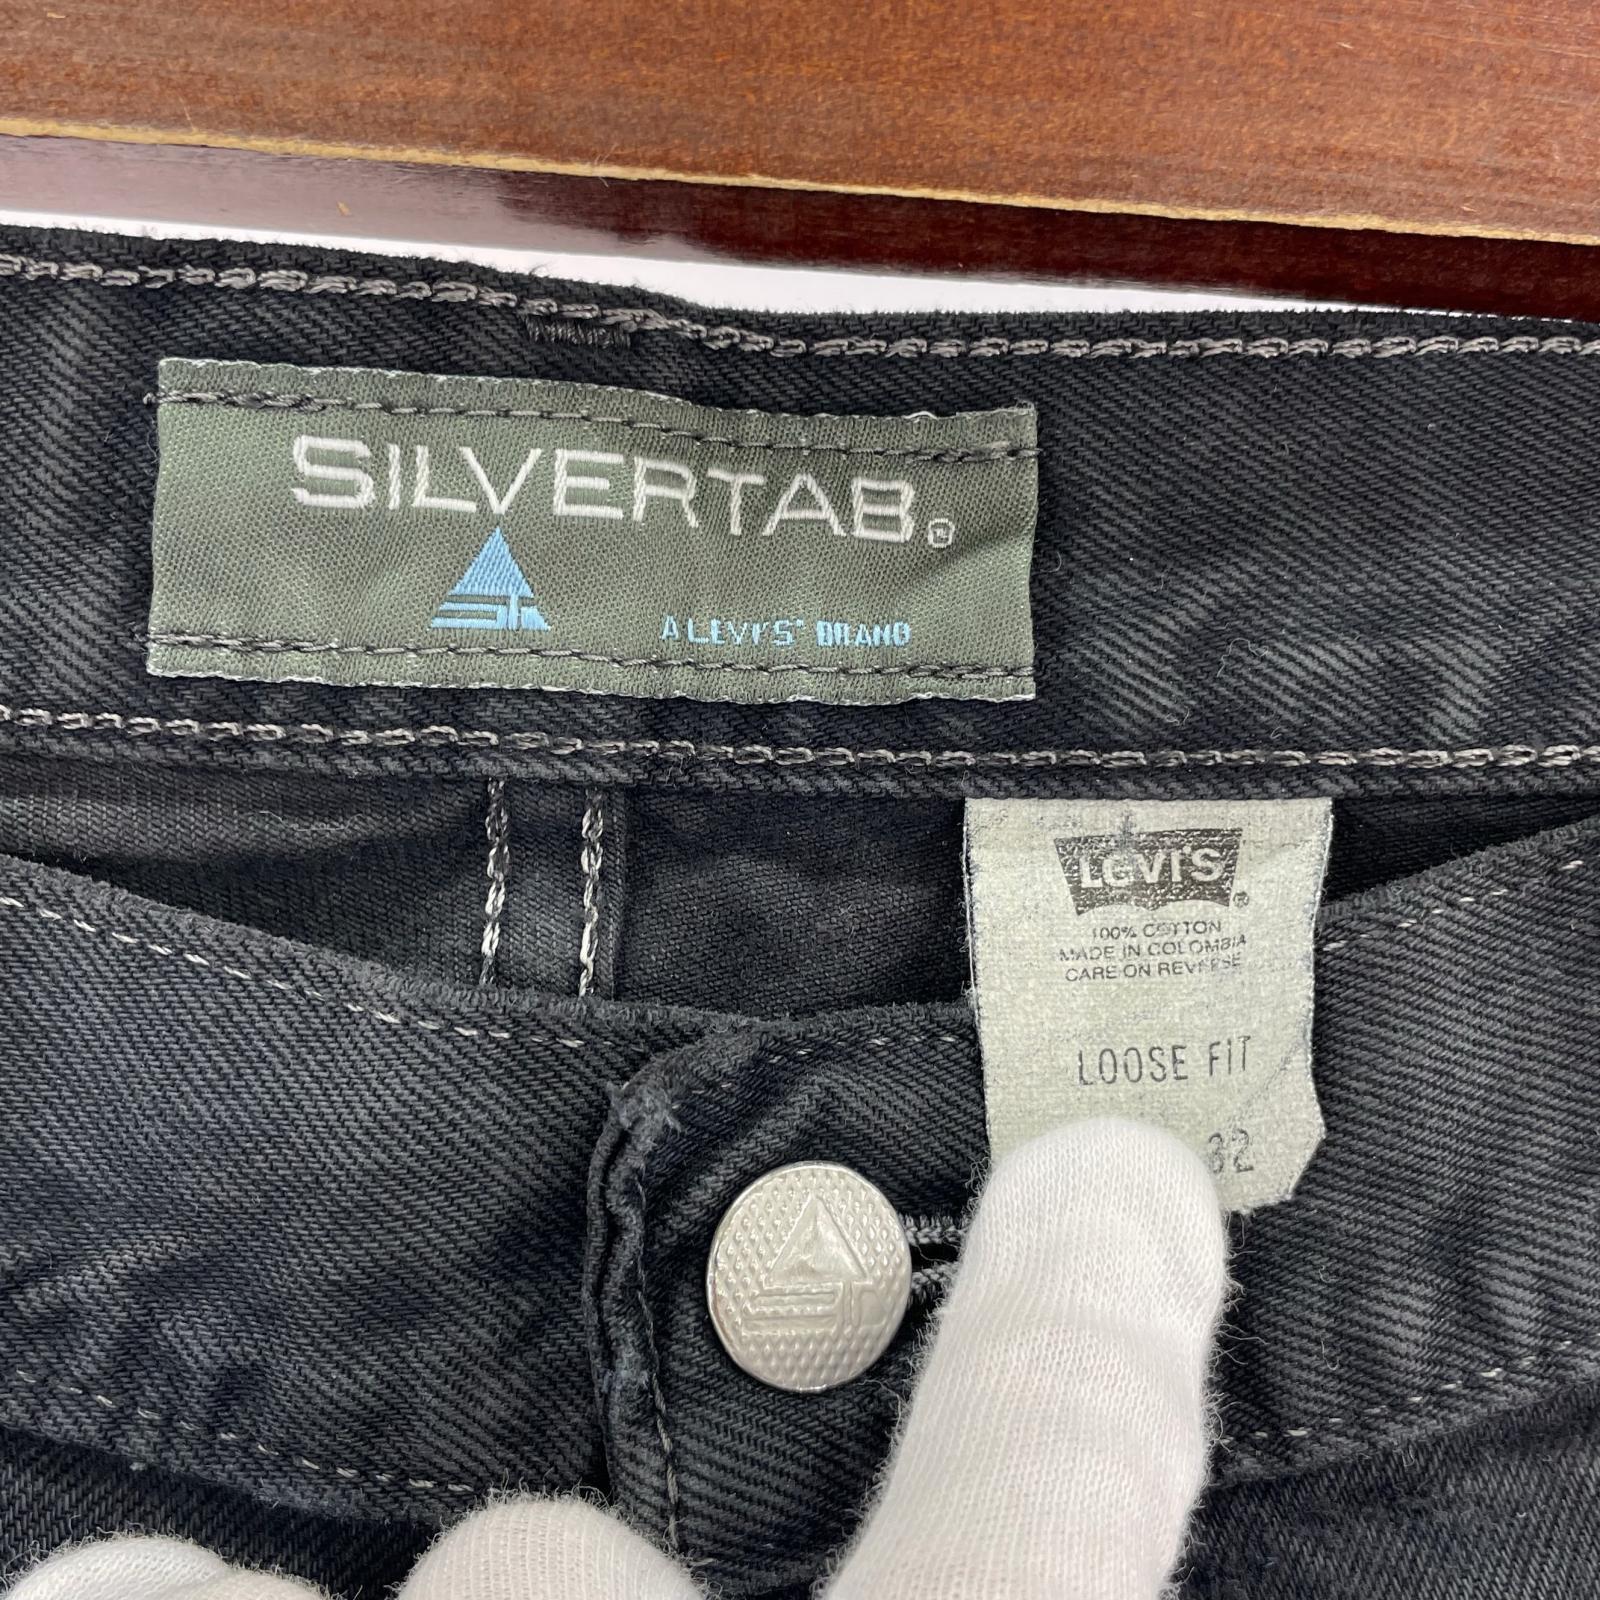 SILVERTAB®
A LEVI'S® BRAND
LEVI'S®
100% COTTON
MADE IN COLOMBIA
CARE ON REVERSE
LOOSE FIT
32